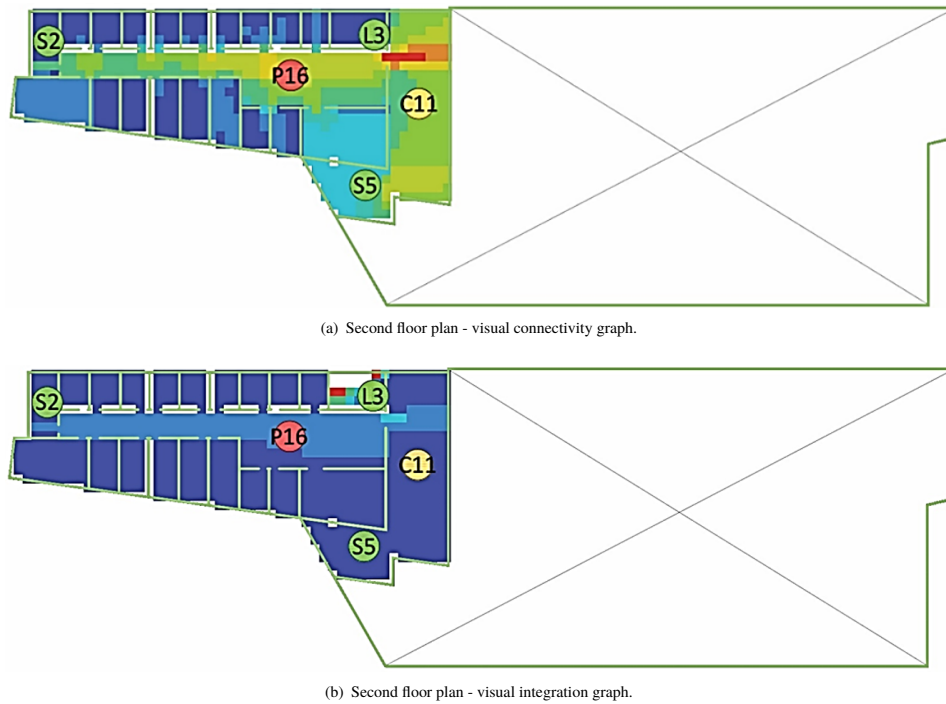 S2
L3
P16
C11
S5
(a) Second floor plan - visual connectivity graph.
S2
L3
P16
C11
S5
(b) Second floor plan - visual integration graph.